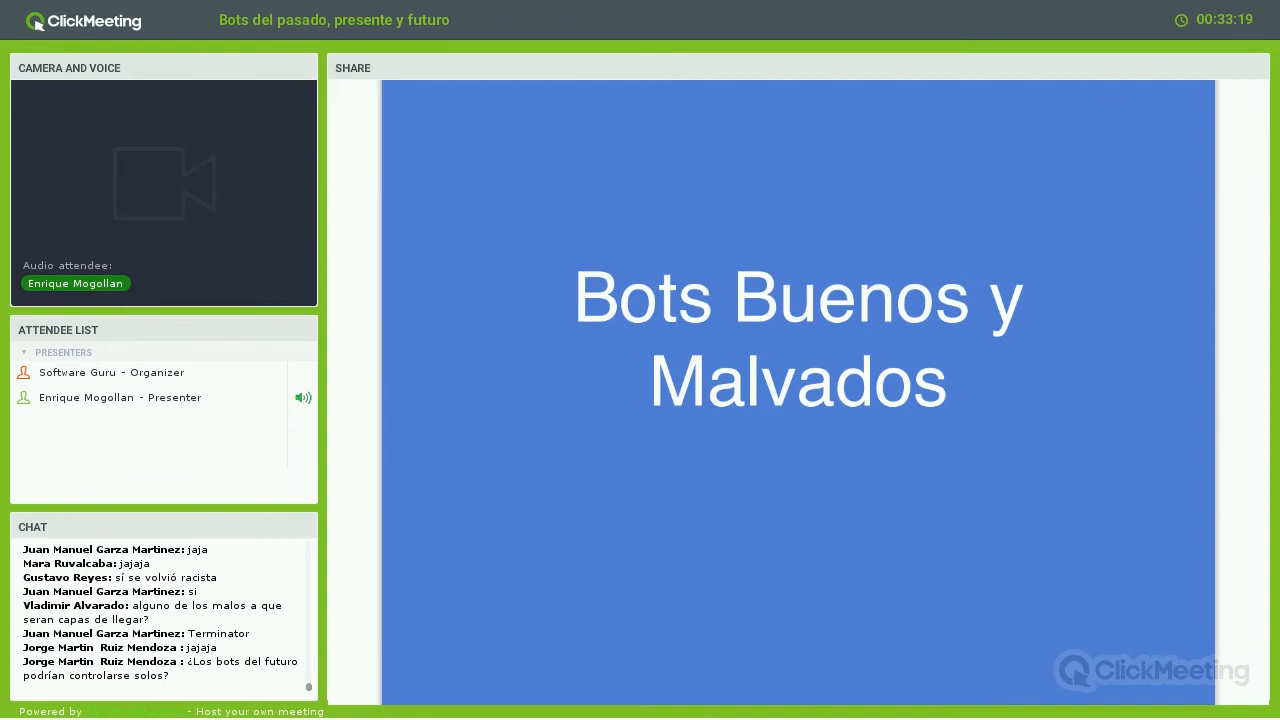 ClickMeeting
Bots del pasado, presente y futuro
00:33:19
CAMERA AND VOICE
Audio attendee:
Enrique Mogollan
ATTENDEE LIST
PRESENTERS
Software Guru - Organizer
Enrique Mogollan - Presenter
CHAT
Juan Manuel Garza Martinez: jaja
Mara Ruvalcaba: jajaja
Gustavo Reyes: sí se volvió racista
Juan Manuel Garza Martinez: si
Vladimir Alvarado: alguno de los malos a que
seran capas de llegar?
Juan Manuel Garza Martinez: Terminator
Jorge Martin Ruiz Mendoza : jajaja
Jorge Martin Ruiz Mendoza : ¿Los bots del futuro
podrían controlarse solos?
SHARE
Bots Buenos y
Malvados
ClickMeeting
Powered by - Host your own meeting